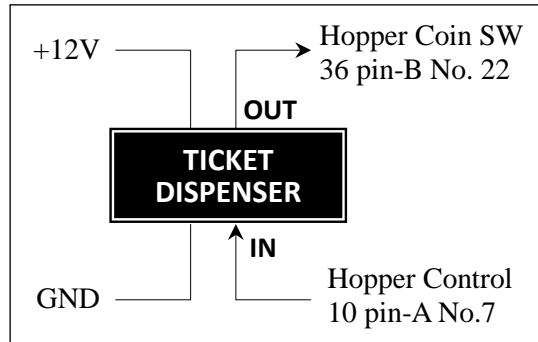 +12V
Hopper Coin SW
36 pin-B No. 22
OUT
TICKET
DISPENSER
IN
GND
Hopper Control
10 pin-A No.7